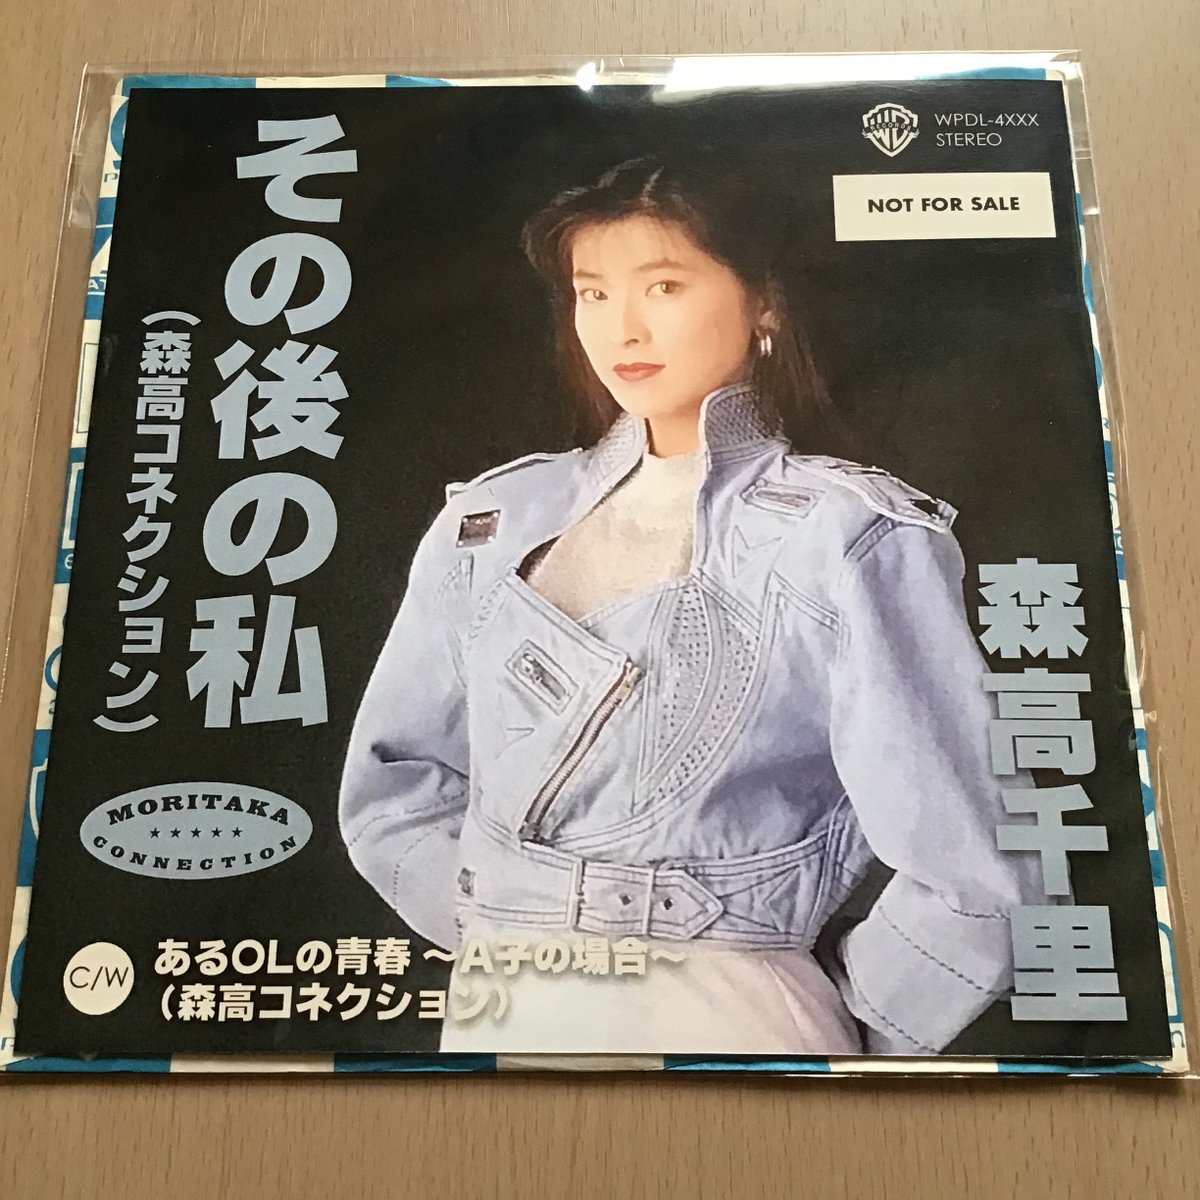 その後の私
（森高コネクション）
RECORDS
WPDL-4XXX
STEREO
NOT FOR SALE
森高千里
MORITAKA
CONNECTION
C/W
あるOLの青春 ～A子の場合～
（森高コネクション）